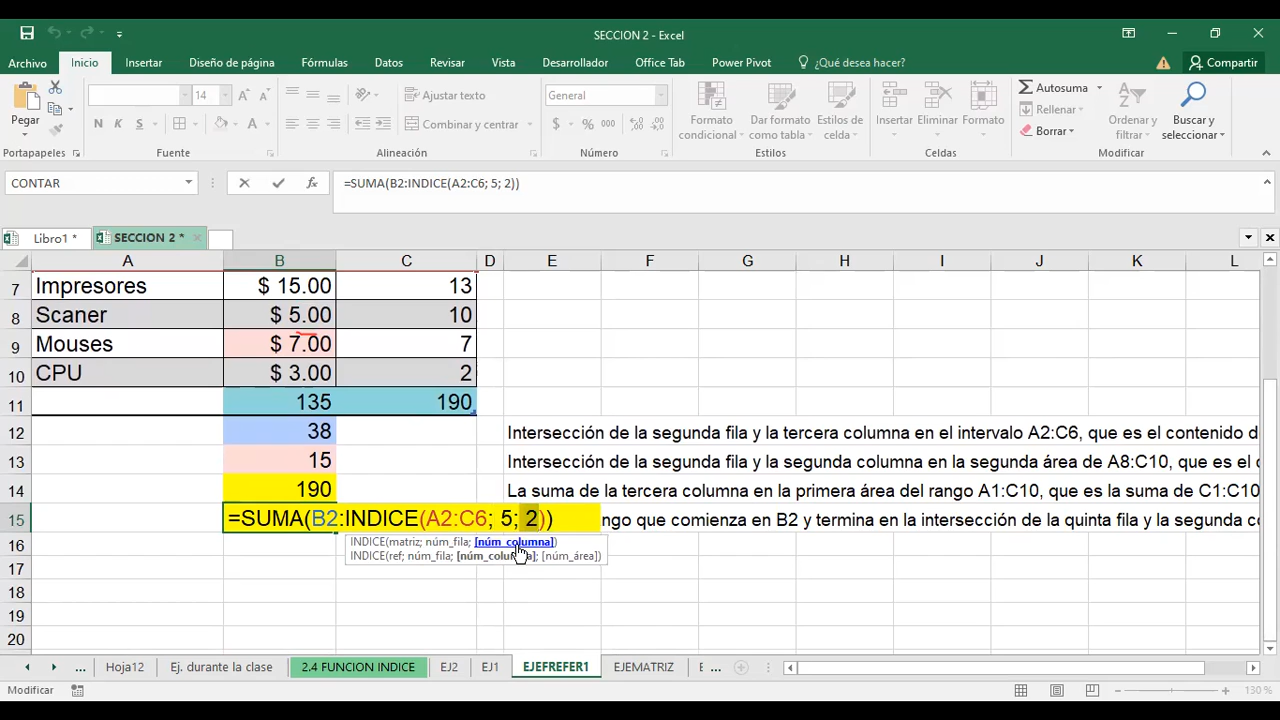 SECCION 2 - Excel
Archivo Inicio Insertar Diseño de página Fórmulas Datos Revisar Vista Desarrollador Office Tab Power Pivot ¿Qué desea hacer? Compartir
Pegar
14
N K S
Ajustar texto
Combinar y centrar
General
$ % 000
Formato condicional
Dar formato como tabla
Estilos de celda
Insertar Eliminar Formato
Autosuma
Rellenar
Borrar
Ordenar y filtrar
Buscar y seleccionar
Portapapeles Fuente Alineación Número Estilos Celdas Modificar
CONTAR fx =SUMA(B2:INDICE(A2:C6; 5; 2))
Libro1 * SECCION 2 *
A B C D E F G H I J K L
7 Impresores $ 15.00 13
8 Scaner $ 5.00 10
9 Mouses $ 7.00 7
10 CPU $ 3.00 2
11 135 190
12 38 Intersección de la segunda fila y la tercera columna en el intervalo A2:C6, que es el contenido d
13 15 Intersección de la segunda fila y la segunda columna en la segunda área de A8:C10, que es el c
14 190 La suma de la tercera columna en la primera área del rango A1:C10, que es la suma de C1:C10
15 =SUMA(B2:INDICE(A2:C6; 5; 2)) ngo que comienza en B2 y termina en la intersección de la quinta fila y la segunda co
INDICE(matriz; núm_fila; [núm_columna])
INDICE(ref; núm_fila; [núm_columna]; [núm_área])
16
17
18
19
20
Hoja12 Ej. durante la clase 2.4 FUNCION INDICE EJ2 EJ1 EJEFREFER1 EJEMATRIZ E ...
Modificar 130 %